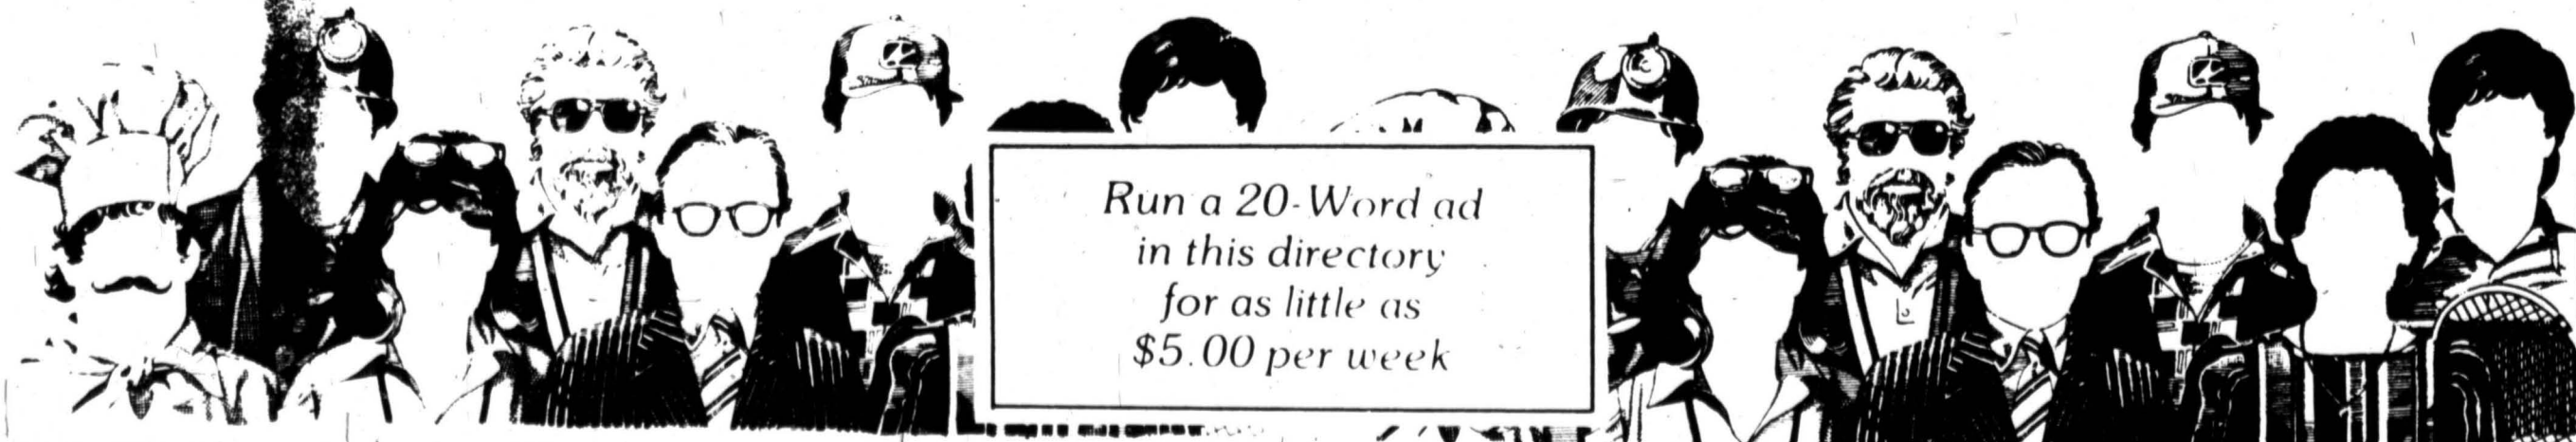 Run a 20-Word ad
in this directory
for as little as
$5.00 per week